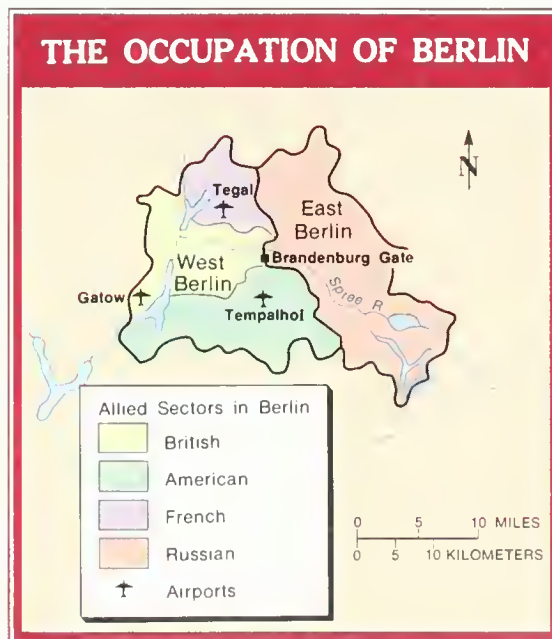 THE OCCUPATION OF BERLIN
N
Tegal
East
Berlin
Brandenburg Gate
West
Berlin
Spree R.
Gatow
Tempalhof
Allied Sectors in Berlin
British
American
French
Russian
Airports
0 5 10 MILES
0 5 10 KILOMETERS